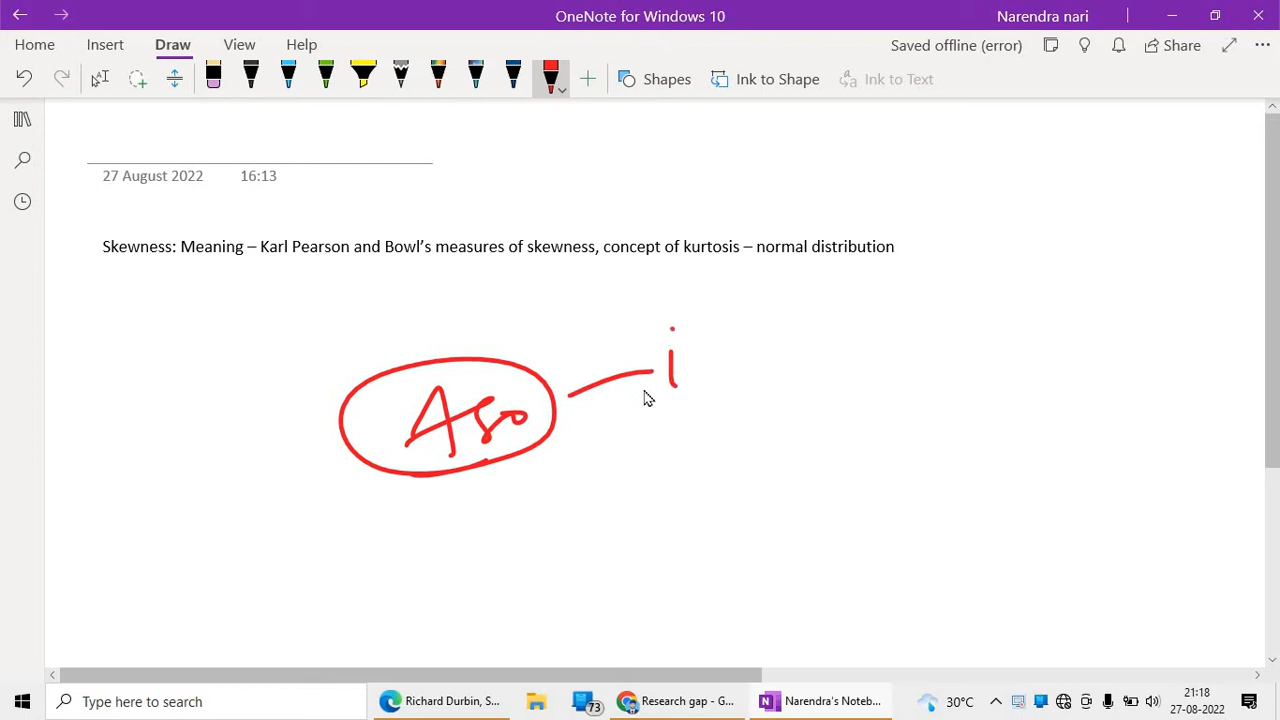 OneNote for Windows 10
Narendra nari
Home Insert Draw View Help
Saved offline (error)
Share
Shapes
Ink to Shape
Ink to Text
27 August 2022 16:13
Skewness: Meaning – Karl Pearson and Bowl's measures of skewness, concept of kurtosis – normal distribution
i
Type here to search
Richard Durbin, S...
73
Research gap - G...
Narendra's Noteb...
30°C
21:18
27-08-2022